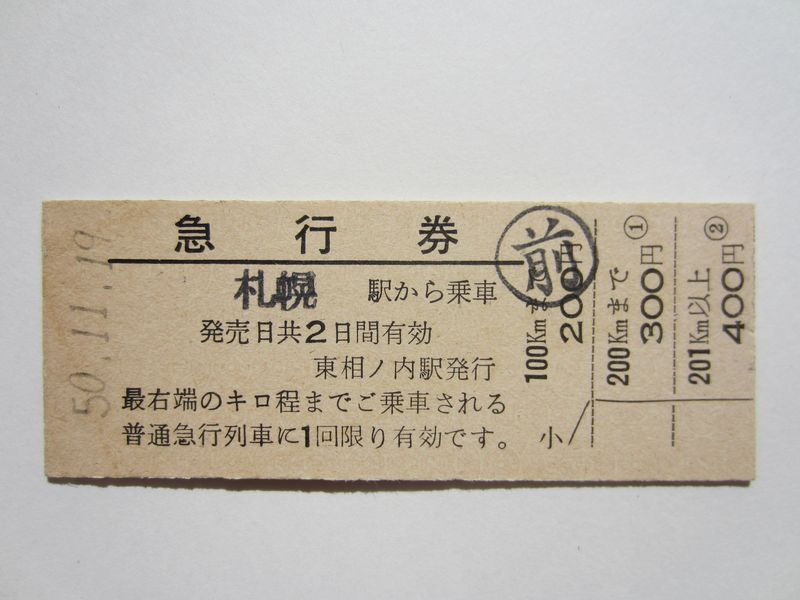 50.11.19
急行券
札幌 駅から乗車
発売日共2日間有効
東相ノ内駅発行
最右端のキロ程までご乗車される
普通急行列車に1回限り有効です。
小
前
100Kmまで
200円
200Kmまで
300円 ①
201Km以上
400円 ②